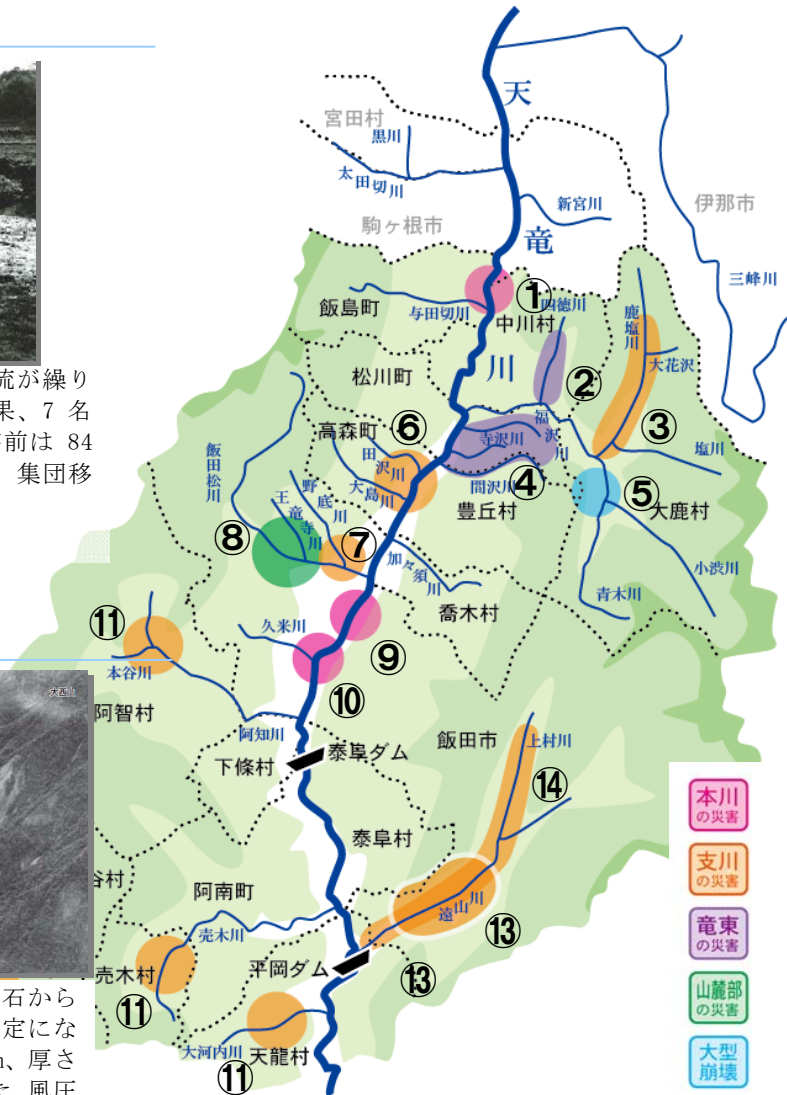 流が繰り
果、7 名
前は 84
集団移
大西山
石から
定にな
、厚さ
風圧
天
竜
川
宮田村
黒川
太田切川
駒ヶ根市
新宮川
伊那市
三峰川
飯島町
与田切川
①
中川村
四徳川
②
鹿塩川
大花沢
③
塩川
松川町
高森町
⑥
田沢川
大島川
福沢川
寺沢川
④
間沢川
豊丘村
⑤
大鹿村
小渋川
青木川
飯田松川
王竜寺川
野底川
⑧
⑦
加々須川
喬木村
久米川
⑨
⑩
⑪
本谷川
阿智村
阿知川
下條村
泰阜ダム
飯田市
上村川
⑭
泰阜村
谷村
阿南町
売木川
遠山川
⑬
平岡ダム
⑬
売木村
⑪
大河内川
天龍村
⑪
本川
の災害
支川
の災害
竜東
の災害
山麓部
の災害
大型
崩壊